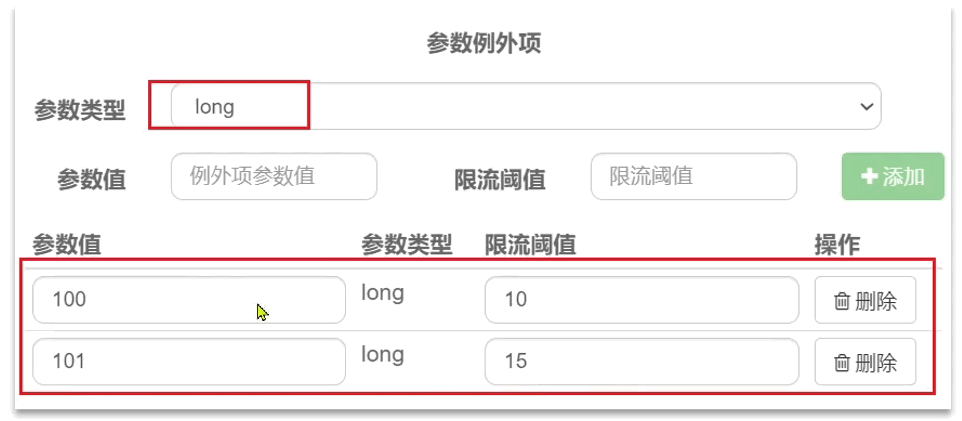 参数例外项
参数类型 long
参数值 例外项参数值 限流阈值 限流阈值 添加
参数值 参数类型 限流阈值 操作
100 long 10 删除
101 long 15 删除